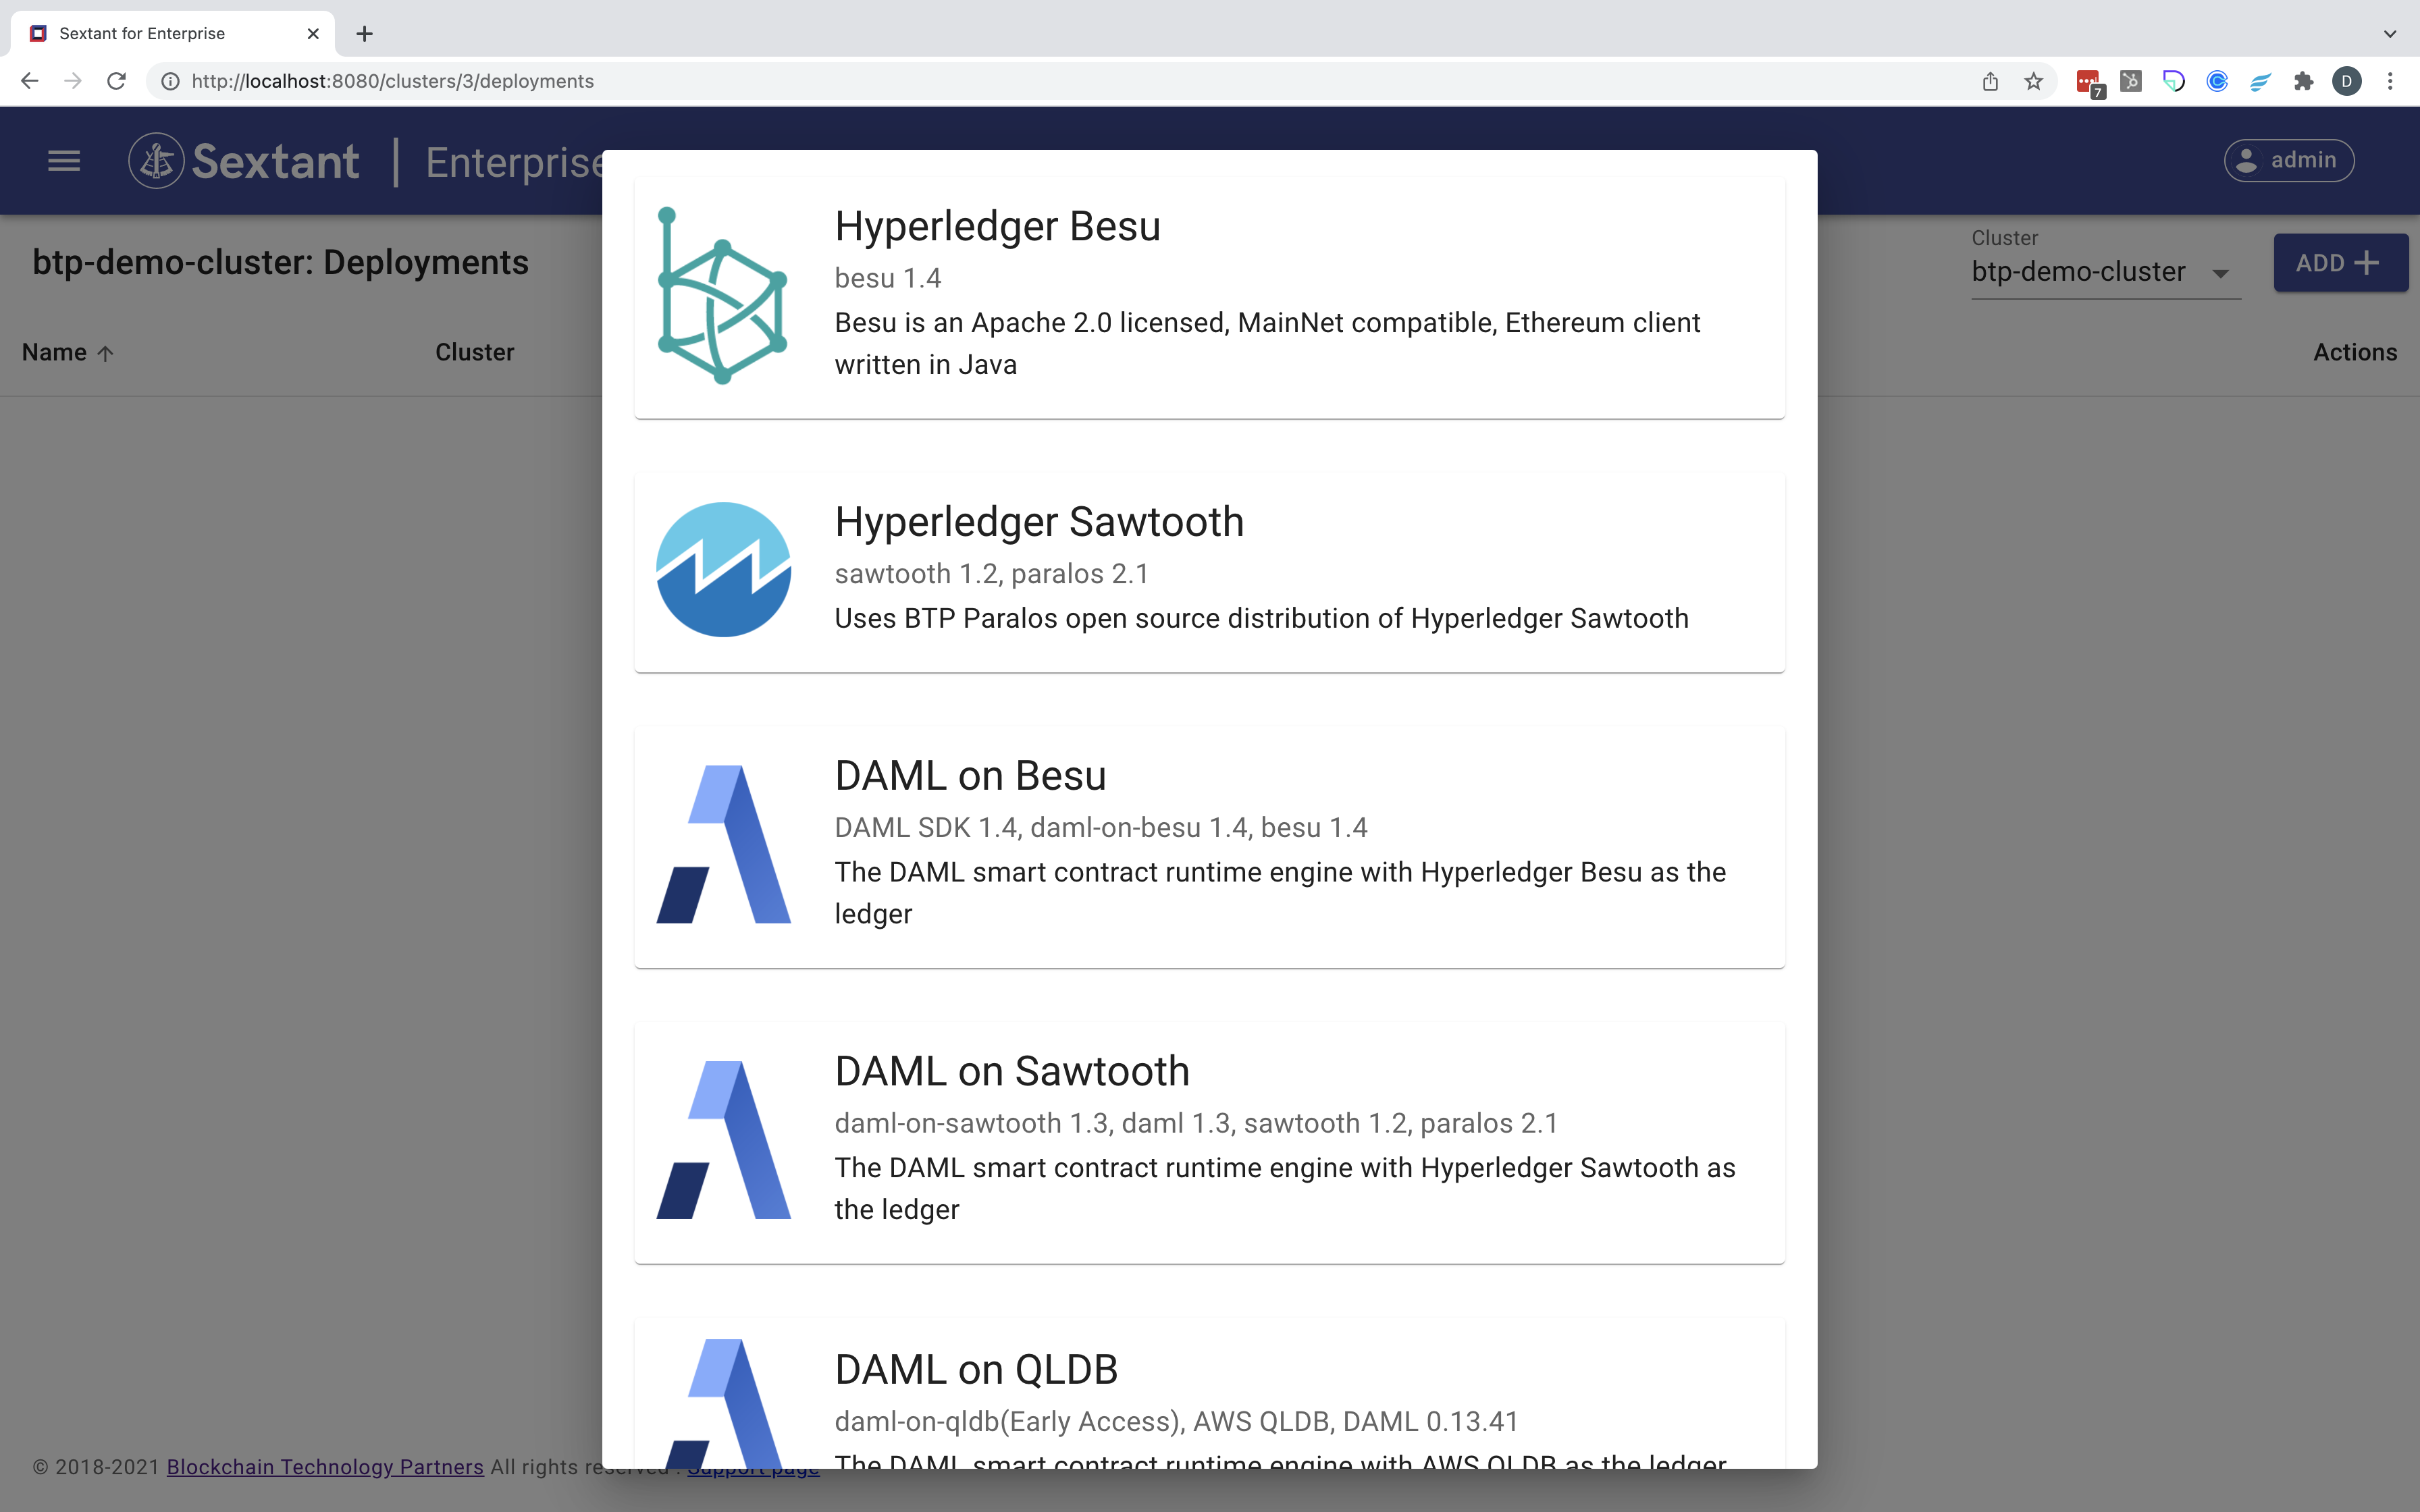 Sextant for Enterprise
http://localhost:8080/clusters/3/deployments
7
D
Sextant | Enterprise
admin
btp-demo-cluster: Deployments
Cluster
btp-demo-cluster
ADD
Name
Cluster
Actions
Hyperledger Besu
besu 1.4
Besu is an Apache 2.0 licensed, MainNet compatible, Ethereum client
written in Java
Hyperledger Sawtooth
sawtooth 1.2, paralos 2.1
Uses BTP Paralos open source distribution of Hyperledger Sawtooth
DAML on Besu
DAML SDK 1.4, daml-on-besu 1.4, besu 1.4
The DAML smart contract runtime engine with Hyperledger Besu as the
ledger
DAML on Sawtooth
daml-on-sawtooth 1.3, daml 1.3, sawtooth 1.2, paralos 2.1
The DAML smart contract runtime engine with Hyperledger Sawtooth as
the ledger
DAML on QLDB
daml-on-qldb(Early Access), AWS QLDB, DAML 0.13.41
The DAML smart contract runtime engine with AWS QLDB as the ledger
© 2018-2021 Blockchain Technology Partners All rights reserved . Support page